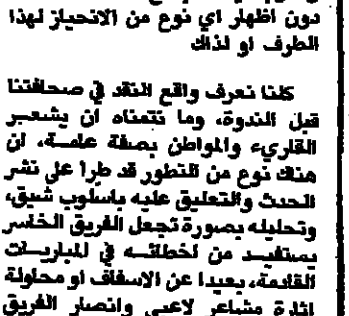 دون اظهار اي نوع من الانحياز لهذا
الطرف او لذاك
كلنا نعرف واقع النقد في صحافتنا
قبل الندوة، وما نتمناه ان يشعر
القاريء والمواطن بصفة عامة، ان
هناك نوع من التطور قد طرا على نشر
الحدث والتعليق عليه باسلوب شيق،
وتحليله بصورة تجعل الفريق الخاسر
يستفيد من اخطائه في المباريات
القادمة، بعيدا عن الاسفاف او محاولة
اثارة مشاعر لاعبي وانصار الفريق